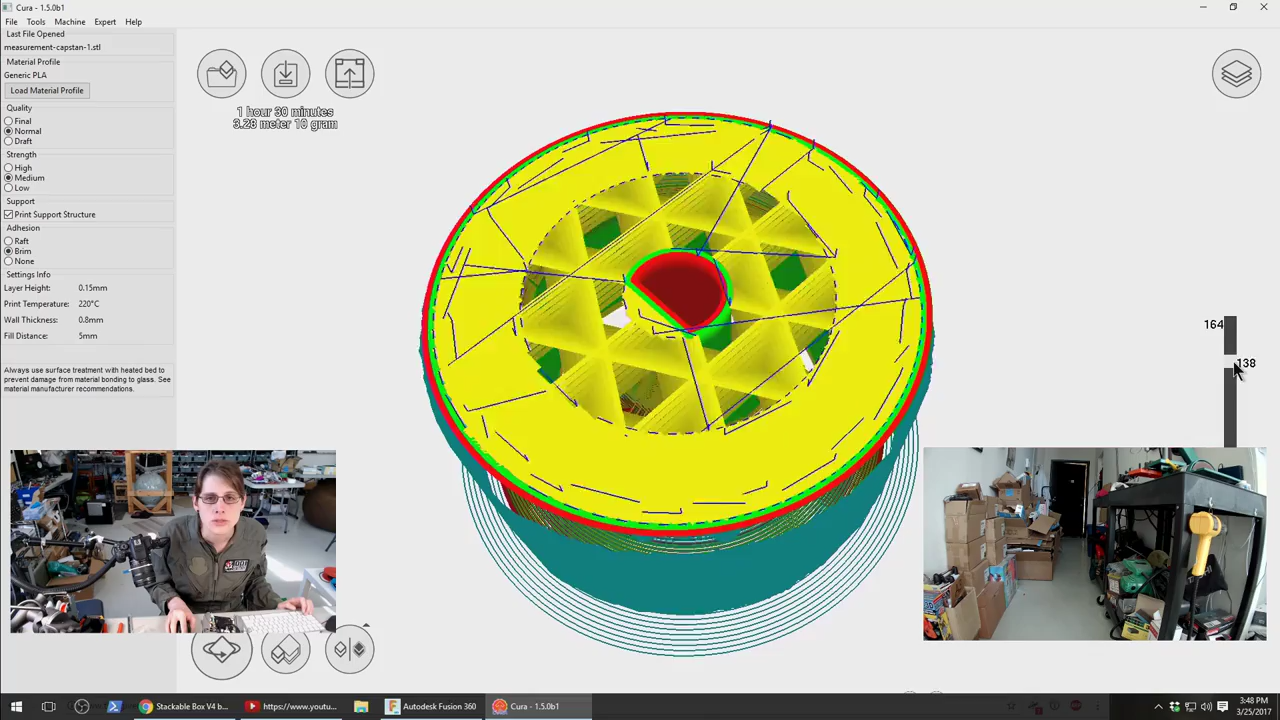 Cura - 1.5.0b1
File Tools Machine Expert Help
Last File Opened
measurement-capstan-1.stl
Material Profile
Generic PLA
Load Material Profile
Quality
Final
Normal
Draft
Strength
High
Medium
Low
Support
Print Support Structure
Adhesion
Raft
Brim
None
Settings Info
Layer Height: 0.15mm
Print Temperature: 220°C
Wall Thickness: 0.8mm
Fill Distance: 5mm
Always use surface treatment with heated bed to
prevent damage from material bonding to glass. See
material manufacturer recommendations.
1 hour 30 minutes
3.28 meter 10 gram
164
138
Stackable Box V4 b...
https://www.youtu...
Autodesk Fusion 360
Cura - 1.5.0b1
3:48 PM
3/25/2017